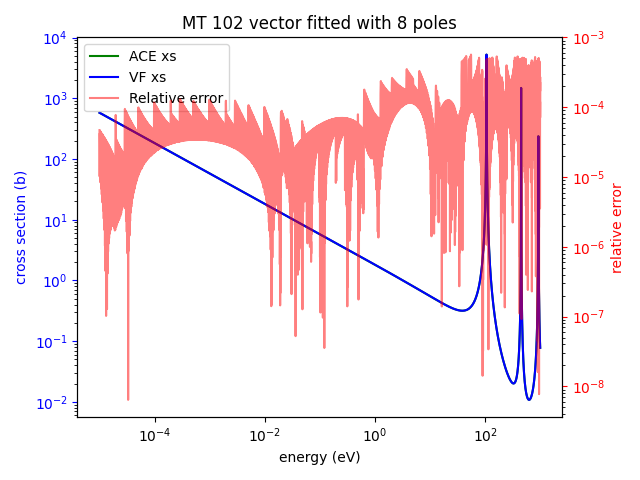 MT 102 vector fitted with 8 poles
ACE xs
VF xs
Relative error
cross section (b)
10^4
10^3
10^2
10^1
10^0
10^-1
10^-2
10^-3
10^-4
10^-5
10^-6
10^-7
10^-8
relative error
10^-4
10^-2
10^0
10^2
energy (eV)